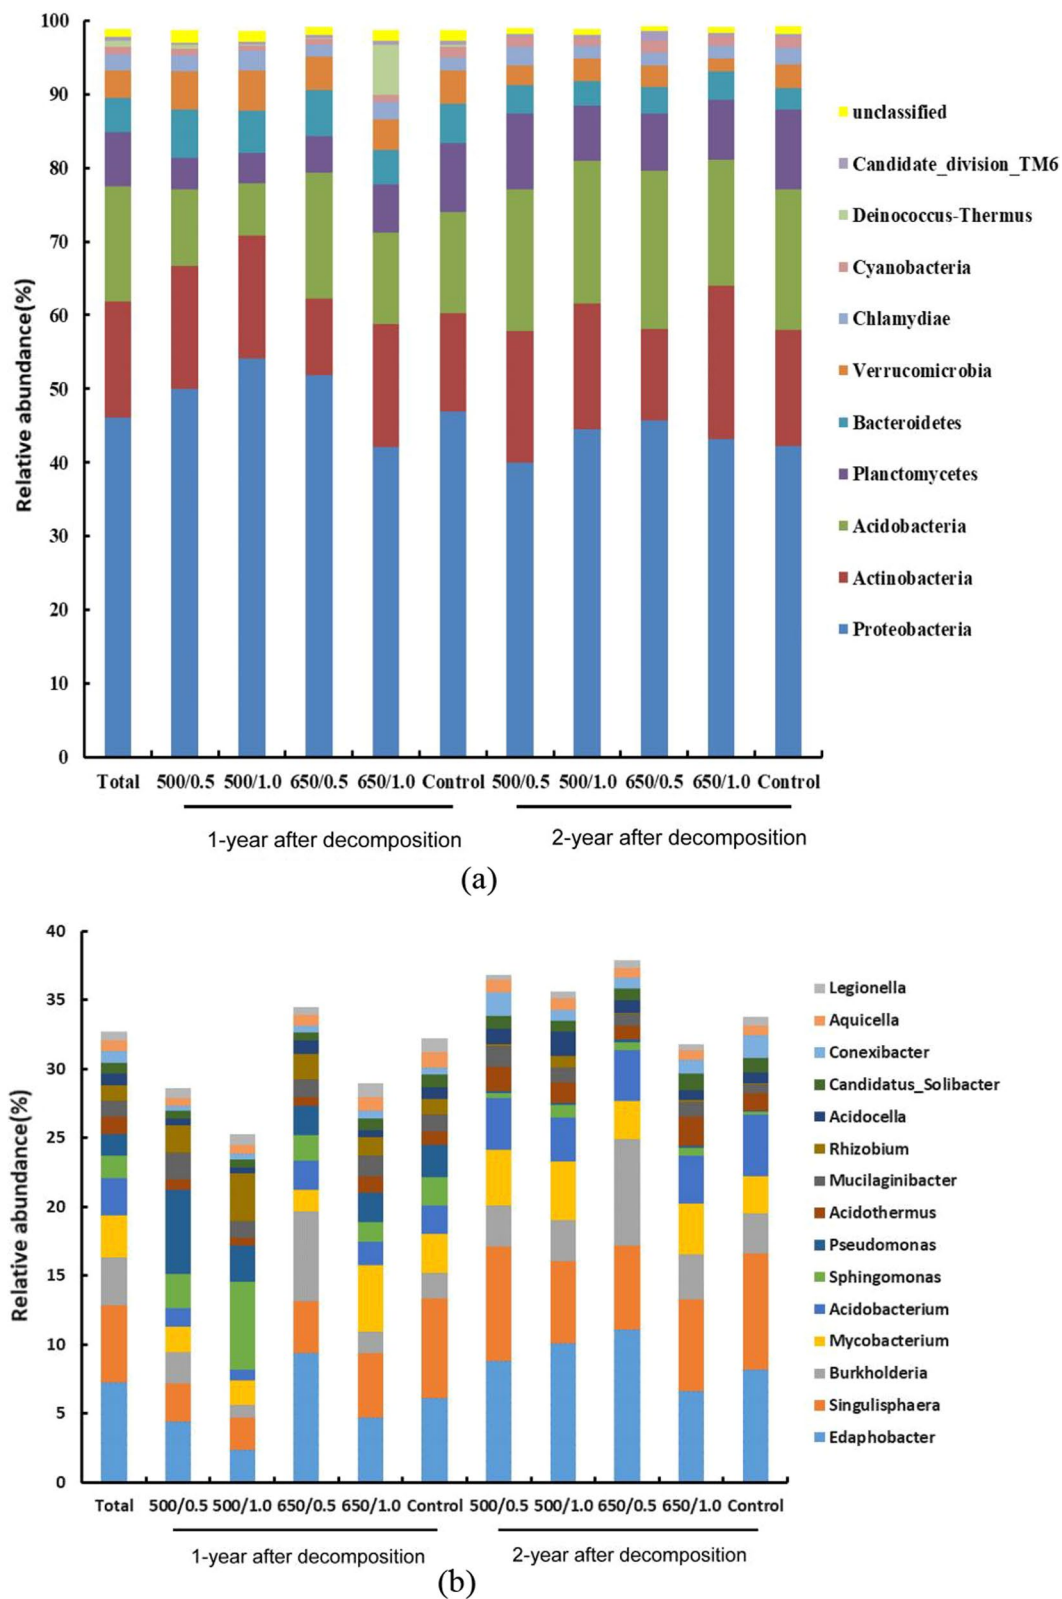 100
90
80
70
60
50
40
30
20
10
0
Relative abundance(%)
unclassified
Candidate_division_TM6
Deinococcus-Thermus
Cyanobacteria
Chlamydiae
Verrucomicrobia
Bacteroidetes
Planctomycetes
Acidobacteria
Actinobacteria
Proteobacteria
Total 500/0.5 500/1.0 650/0.5 650/1.0 Control 500/0.5 500/1.0 650/0.5 650/1.0 Control
1-year after decomposition 2-year after decomposition
(a)
40
35
30
25
20
15
10
5
0
Relative abundance(%)
Legionella
Aquicella
Conexibacter
Candidatus_Solibacter
Acidocella
Rhizobium
Mucilaginibacter
Acidothermus
Pseudomonas
Sphingomonas
Acidobacterium
Mycobacterium
Burkholderia
Singulisphaera
Edaphobacter
Total 500/0.5 500/1.0 650/0.5 650/1.0 Control 500/0.5 500/1.0 650/0.5 650/1.0 Control
1-year after decomposition 2-year after decomposition
(b)